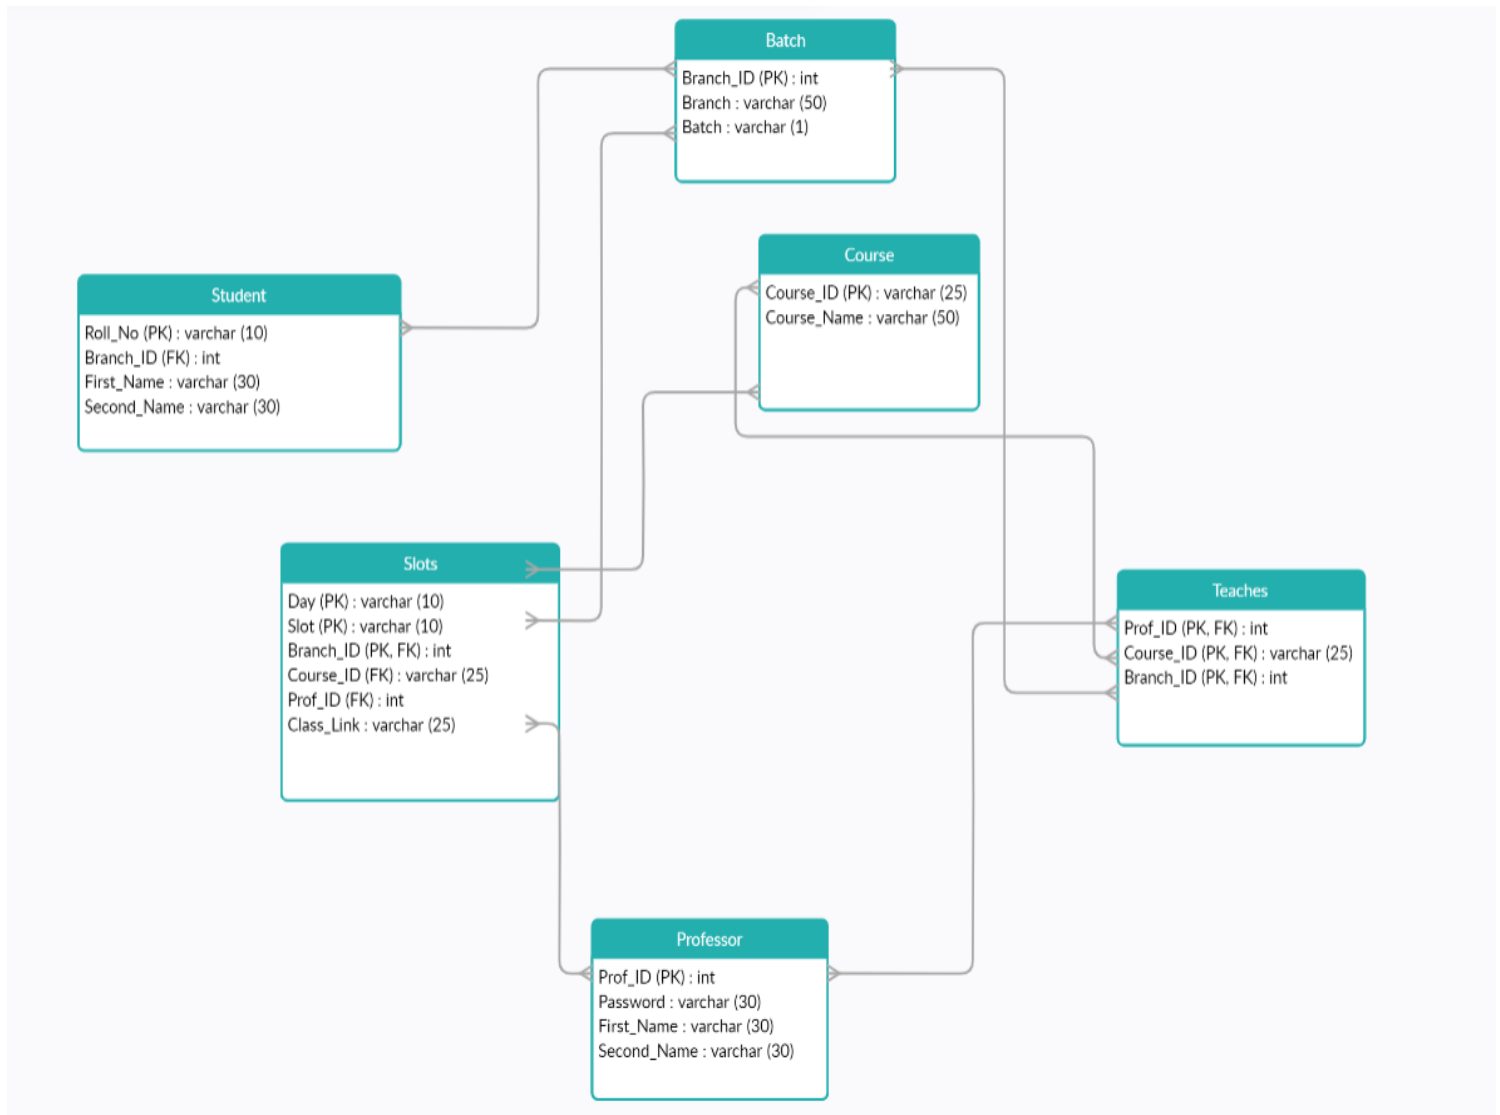 Batch
Branch_ID (PK) : int
Branch : varchar (50)
Batch : varchar (1)
Course
Course_ID (PK) : varchar (25)
Course_Name : varchar (50)
Student
Roll_No (PK) : varchar (10)
Branch_ID (FK) : int
First_Name : varchar (30)
Second_Name : varchar (30)
Slots
Day (PK) : varchar (10)
Slot (PK) : varchar (10)
Branch_ID (PK, FK) : int
Course_ID (FK) : varchar (25)
Prof_ID (FK) : int
Class_Link : varchar (25)
Teaches
Prof_ID (PK, FK) : int
Course_ID (PK, FK) : varchar (25)
Branch_ID (PK, FK) : int
Professor
Prof_ID (PK) : int
Password : varchar (30)
First_Name : varchar (30)
Second_Name : varchar (30)